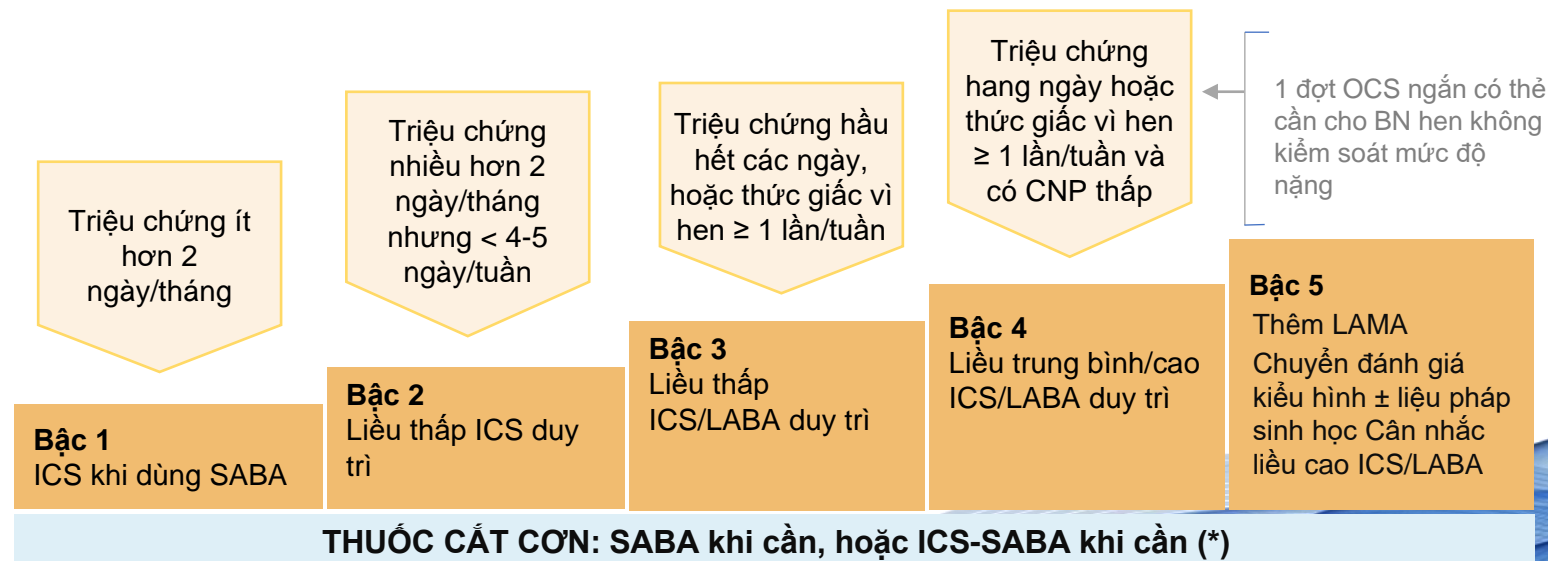 Triệu chứng ít
hơn 2
ngày/tháng
Bậc 1
ICS khi dùng SABA
Triệu chứng
nhiều hơn 2
ngày/tháng
nhưng < 4-5
ngày/tuần
Bậc 2
Liều thấp ICS duy
trì
Triệu chứng hầu
hết các ngày,
hoặc thức giấc vì
hen ≥ 1 lần/tuần
Bậc 3
Liều thấp
ICS/LABA duy trì
Triệu chứng
hang ngày hoặc
thức giấc vì hen
≥ 1 lần/tuần và
có CNP thấp
Bậc 4
Liều trung bình/cao
ICS/LABA duy trì
1 đợt OCS ngắn có thẻ
cần cho BN hen không
kiểm soát mức độ
nặng
Bậc 5
Thêm LAMA
Chuyển đánh giá
kiểu hình ± liệu pháp
sinh học Cân nhắc
liều cao ICS/LABA
THUỐC CẮT CƠN: SABA khi cần, hoặc ICS-SABA khi cần (*)